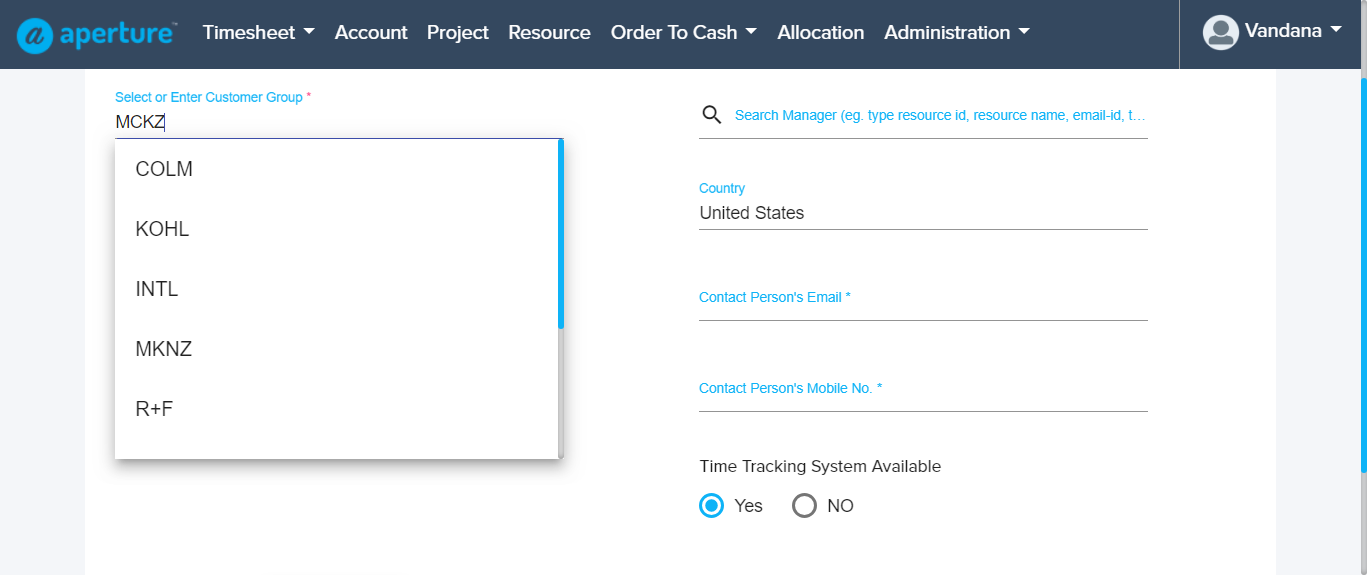 @ aperture™ Timesheet Account Project Resource Order To Cash Allocation Administration Vandana
Select or Enter Customer Group *
MCKZ
COLM
KOHL
INTL
MKNZ
R+F
Search Manager (eg. type resource id, resource name, email-id, t...
Country
United States
Contact Person's Email *
Contact Person's Mobile No. *
Time Tracking System Available
Yes NO